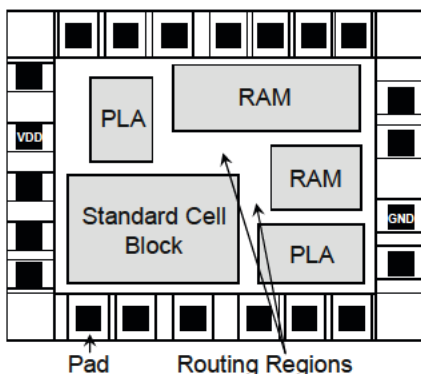 RAM
PLA
VDD
RAM
Standard Cell
Block
GND
PLA
Pad
Routing Regions